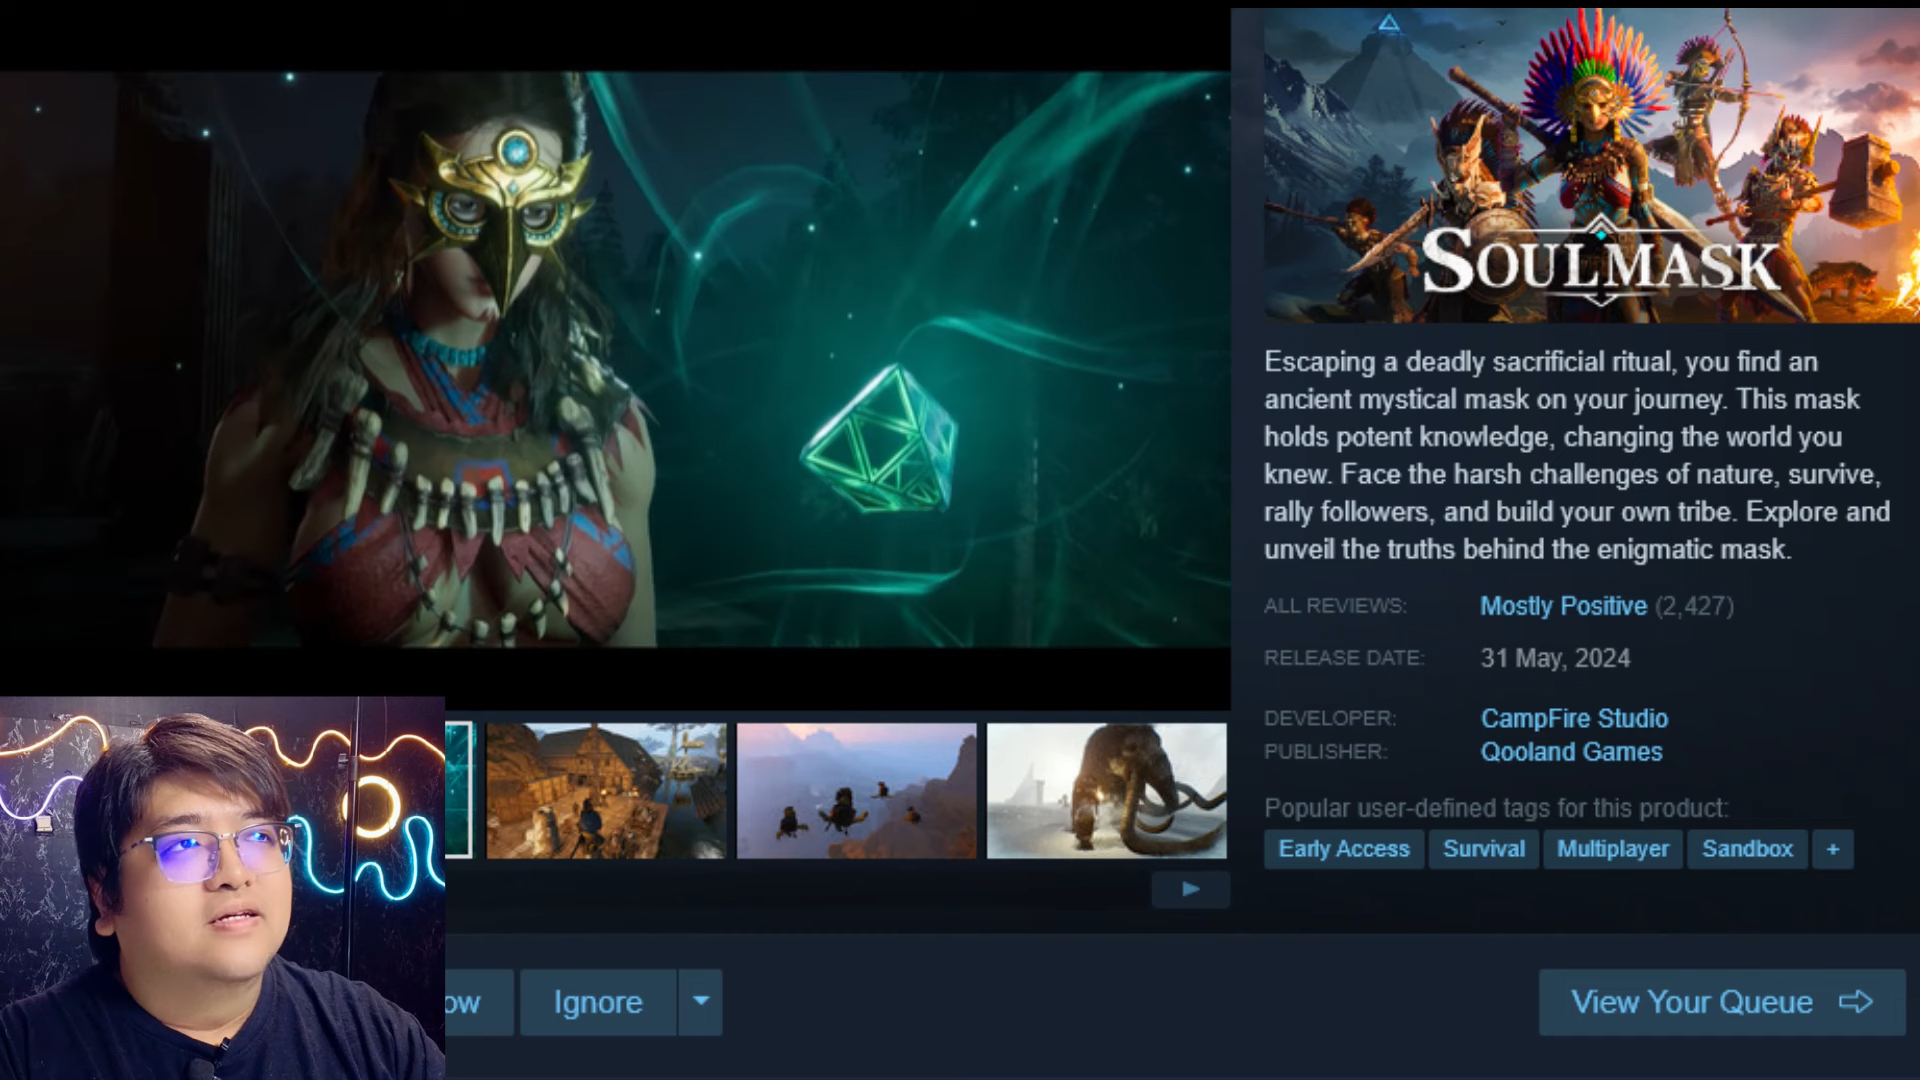 SOULMASK
Escaping a deadly sacrificial ritual, you find an
ancient mystical mask on your journey. This mask
holds potent knowledge, changing the world you
knew. Face the harsh challenges of nature, survive,
rally followers, and build your own tribe. Explore and
unveil the truths behind the enigmatic mask.
ALL REVIEWS: Mostly Positive (2,427)
RELEASE DATE: 31 May, 2024
DEVELOPER: CampFire Studio
PUBLISHER: Qooland Games
Popular user-defined tags for this product:
Early Access Survival Multiplayer Sandbox +
ow Ignore View Your Queue